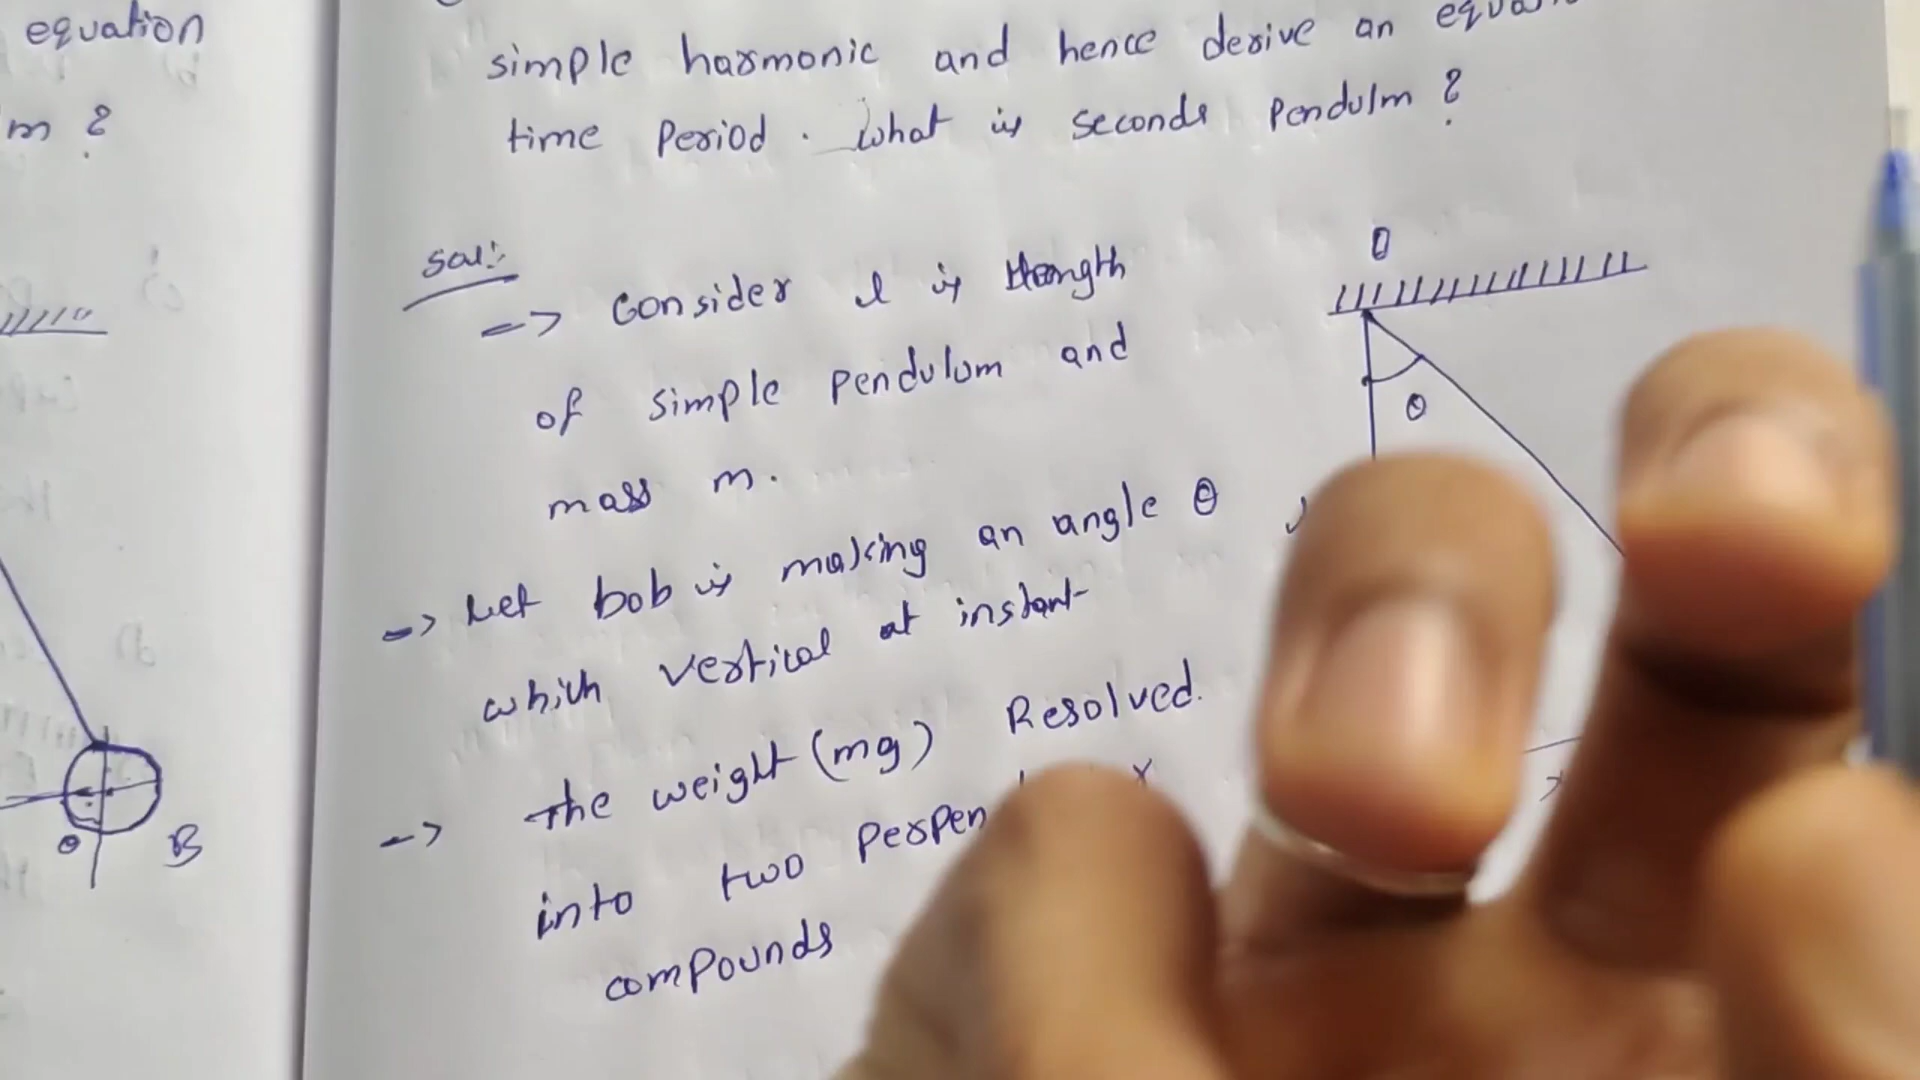 equation
m ?
simple harmonic and hence derive an
time Period. what is seconds Pendulm ?
Sol:
-> Consider l is length
of simple Pendulum and
mass m.
-> Let bob is making an angle θ
which vertical at instant-
-> the weight (mg) Resolved.
into two
compounds
O
θ
θ
B